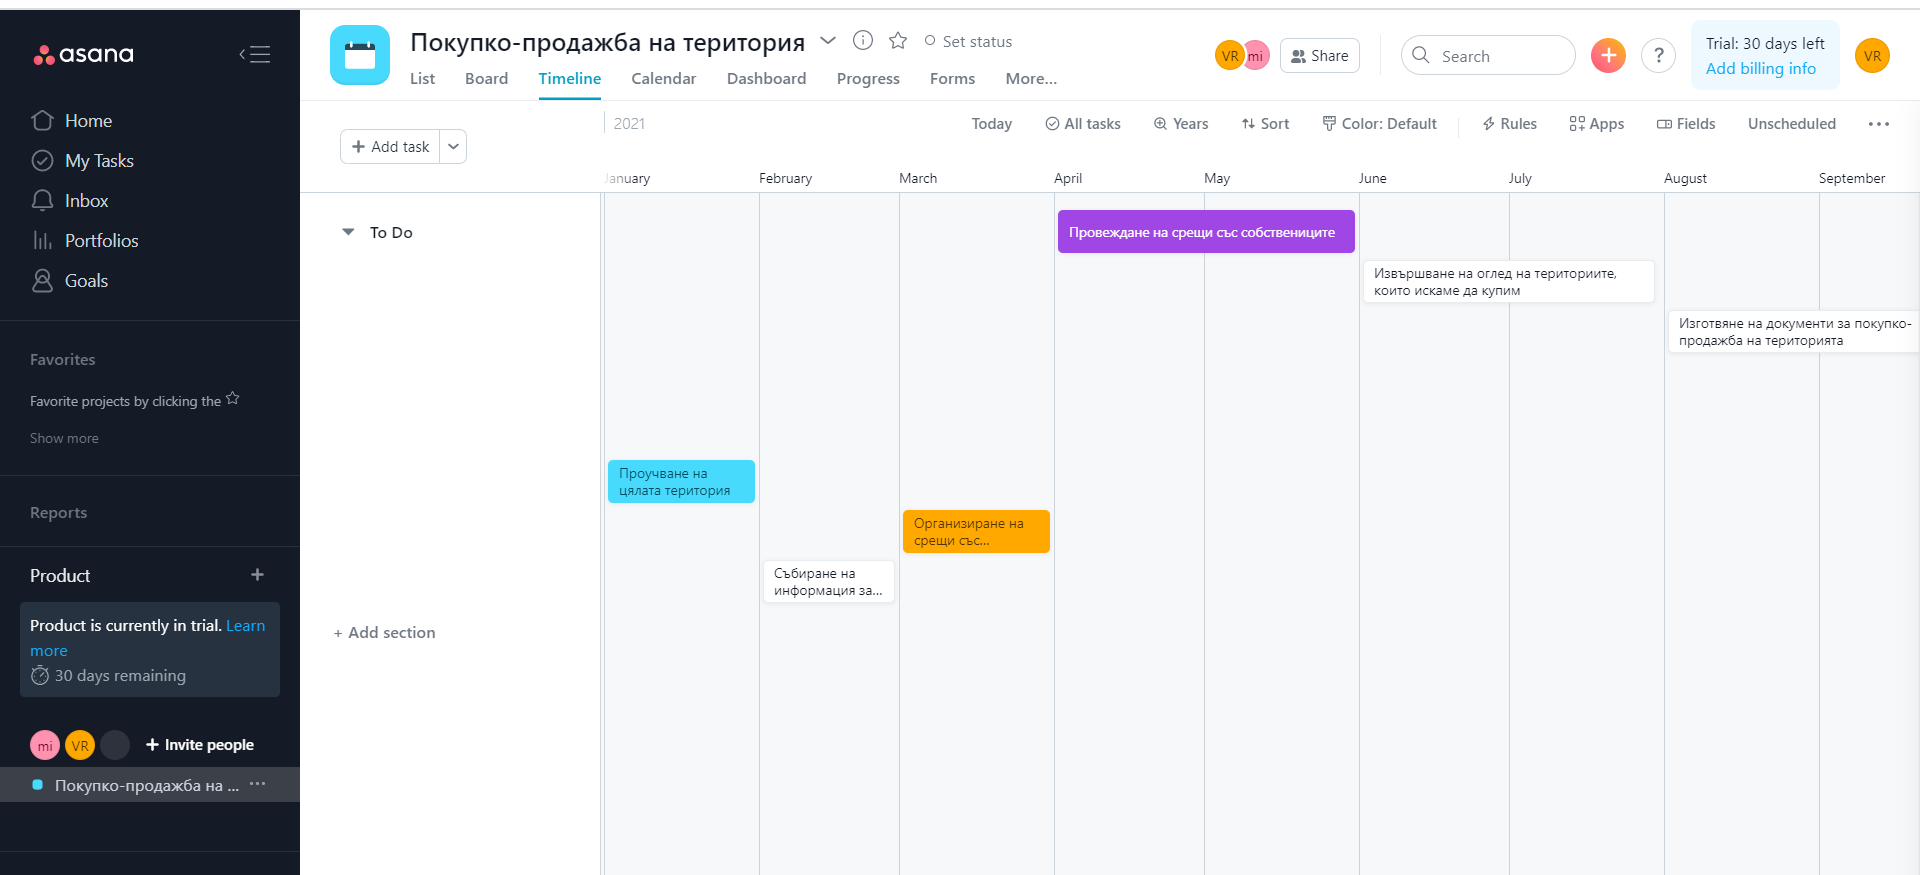 asana
Home
My Tasks
Inbox
Portfolios
Goals
Favorites
Favorite projects by clicking the
Show more
Reports
Product
Product is currently in trial. Learn
more
30 days remaining
mi VR + Invite people
Покупко-продажба на ... ...
Покупко-продажба на територия
Set status
List Board Timeline Calendar Dashboard Progress Forms More...
VR mi Share
Search
+ ?
Trial: 30 days left
Add billing info
VR
+ Add task
2021
Today All tasks Years Sort Color: Default Rules Apps Fields Unscheduled ...
January February March April May June July August September
To Do
Провеждане на срещи със собствениците
Извършване на оглед на териториите,
които искаме да купим
Изготвяне на документи за покупко-
продажба на територията
Проучване на
цялата територия
Организиране на
срещи със...
Събиране на
информация за...
+ Add section